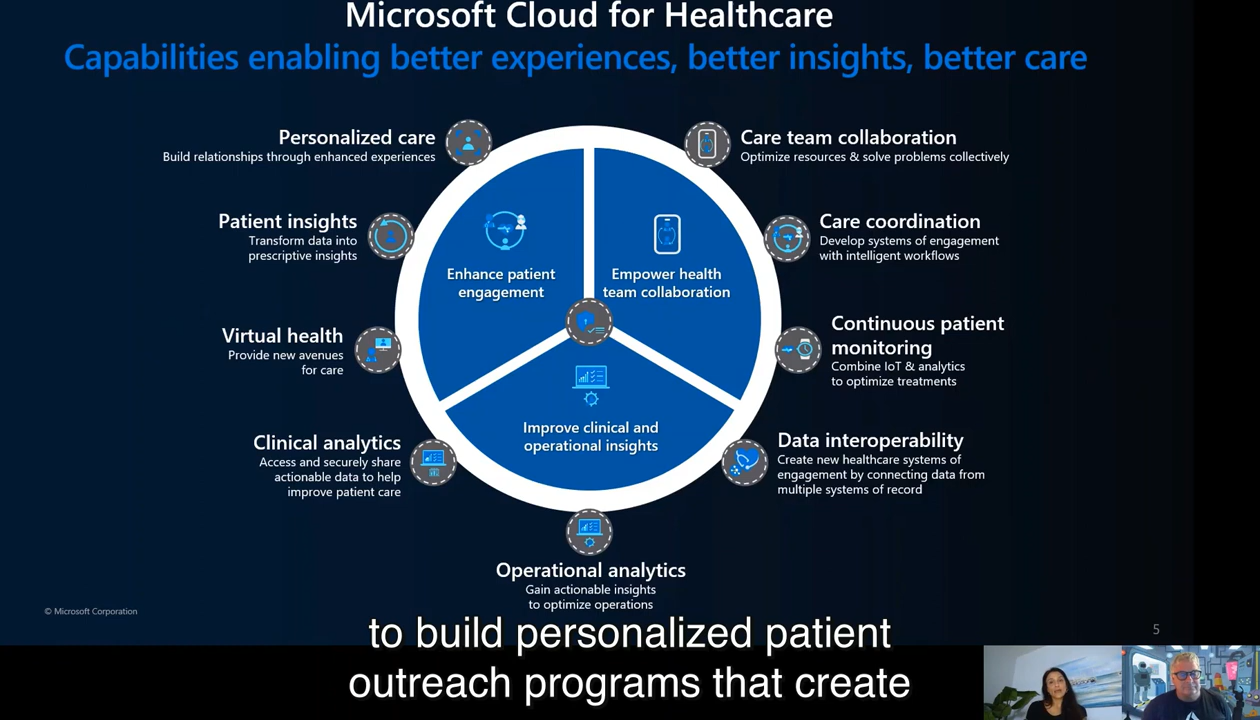 Microsoft Cloud for Healthcare
Capabilities enabling better experiences, better insights, better care
Personalized care
Build relationships through enhanced experiences
Patient insights
Transform data into
prescriptive insights
Virtual health
Provide new avenues
for care
Clinical analytics
Access and securely share
actionable data to help
improve patient care
Enhance patient
engagement
Empower health
team collaboration
Improve clinical and
operational insights
Care team collaboration
Optimize resources & solve problems collectively
Care coordination
Develop systems of engagement
with intelligent workflows
Continuous patient
monitoring
Combine IoT & analytics
to optimize treatments
Data interoperability
Create new healthcare systems of
engagement by connecting data from
multiple systems of record
Operational analytics
Gain actionable insights
to optimize operations
© Microsoft Corporation
5
to build personalized patient
outreach programs that create